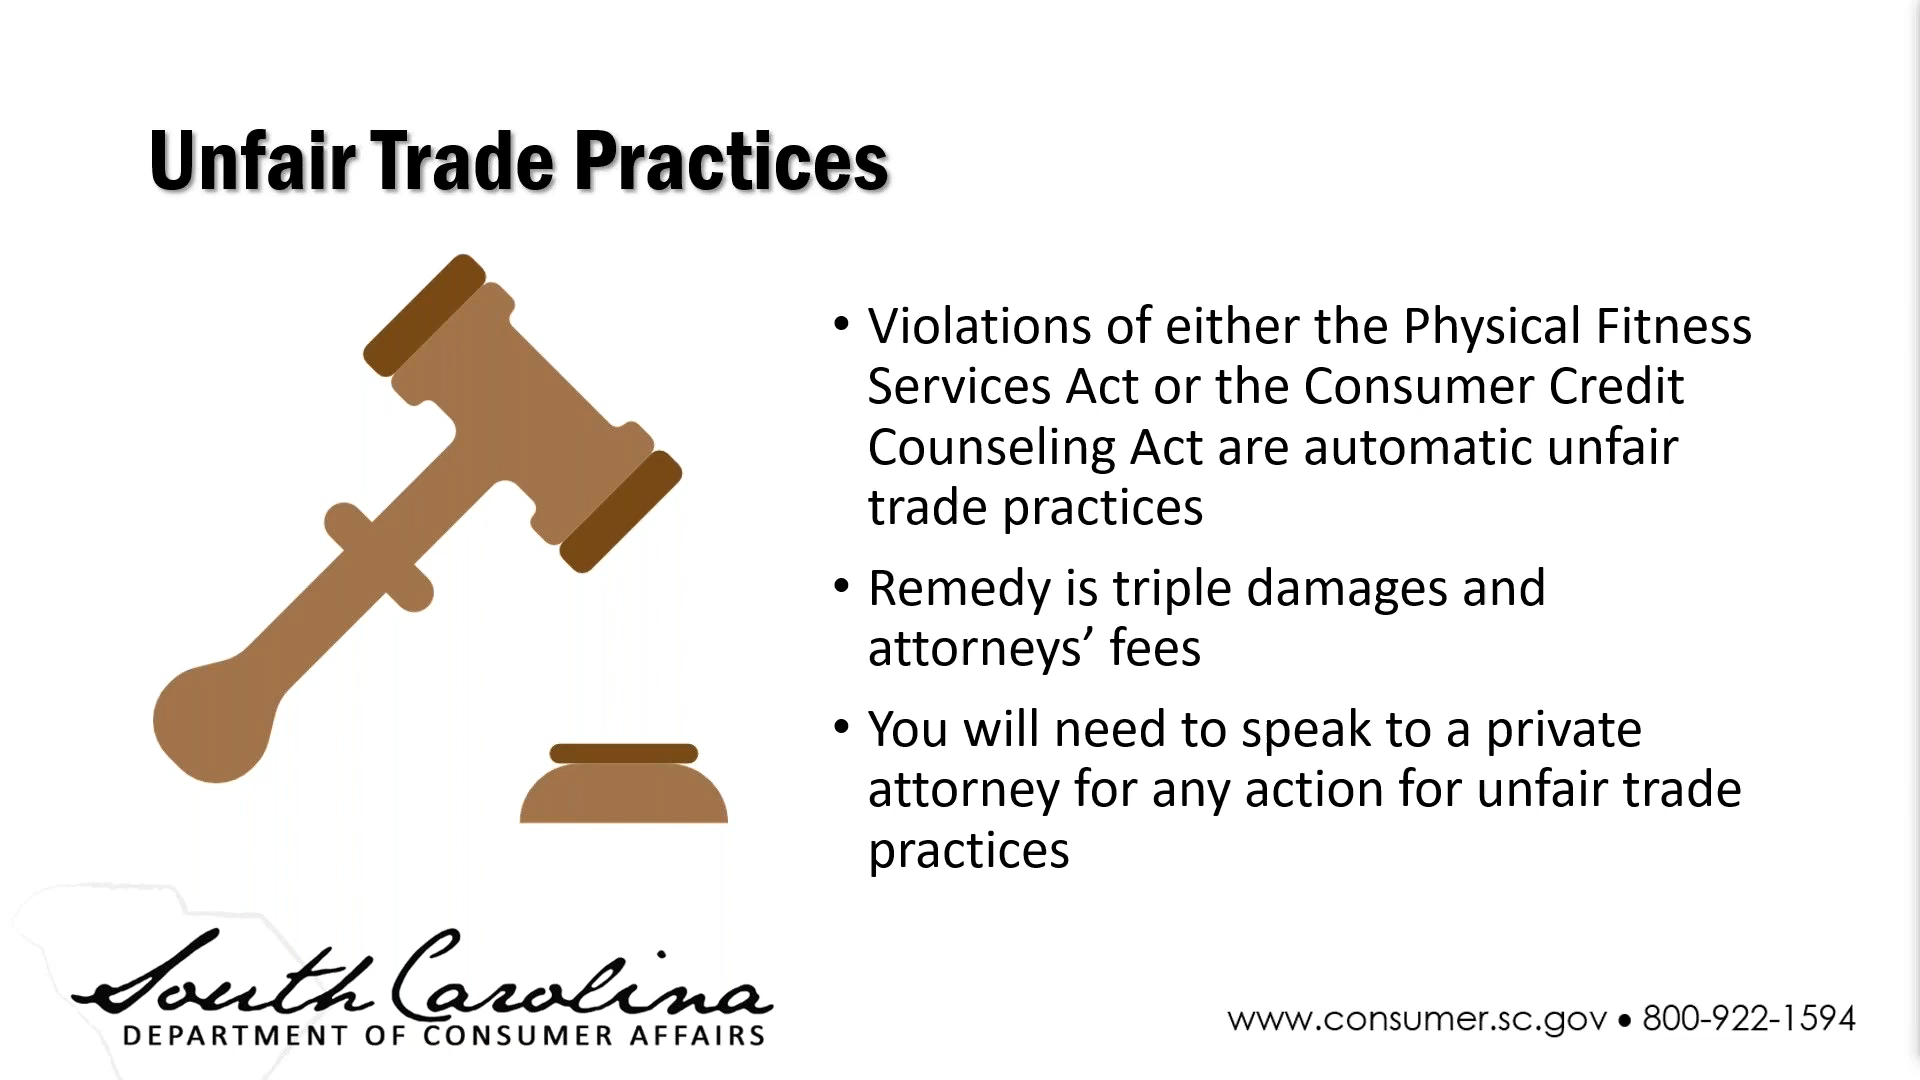 Unfair Trade Practices
• Violations of either the Physical Fitness
Services Act or the Consumer Credit
Counseling Act are automatic unfair
trade practices
• Remedy is triple damages and
attorneys’ fees
• You will need to speak to a private
attorney for any action for unfair trade
practices
South Carolina
DEPARTMENT OF CONSUMER AFFAIRS
www.consumer.sc.gov • 800-922-1594